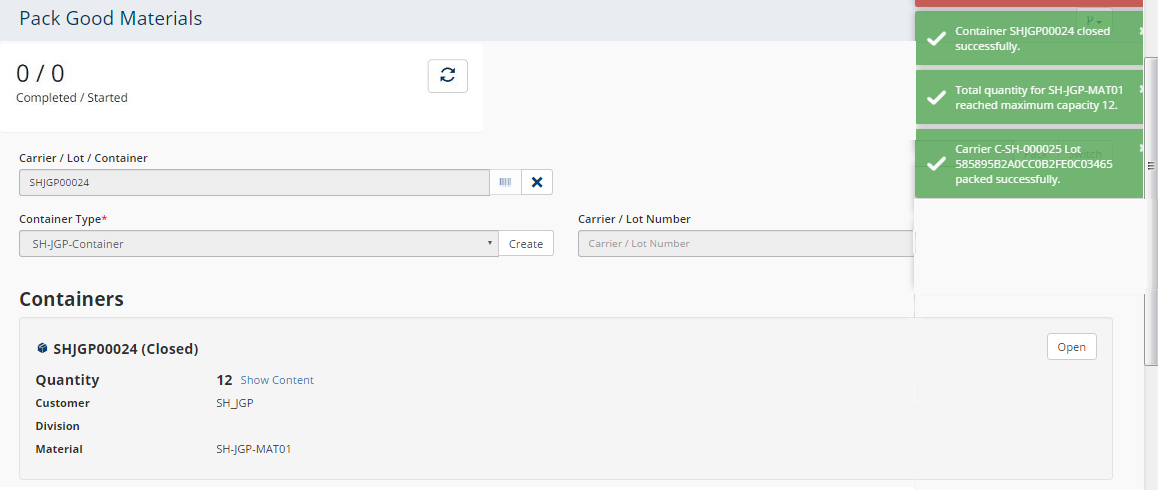 Pack Good Materials
0 / 0
Completed / Started
Container SHJGP00024 closed
successfully.
Total quantity for SH-JGP-MAT01
reached maximum capacity 12.
Carrier C-SH-000025 Lot
585895B2A0CC0B2FE0C03465
packed successfully.
Carrier / Lot / Container
SHJGP00024
Container Type*
SH-JGP-Container
Create
Carrier / Lot Number
Carrier / Lot Number
Containers
SHJGP00024 (Closed)
Open
Quantity 12 Show Content
Customer SH_JGP
Division
Material SH-JGP-MAT01